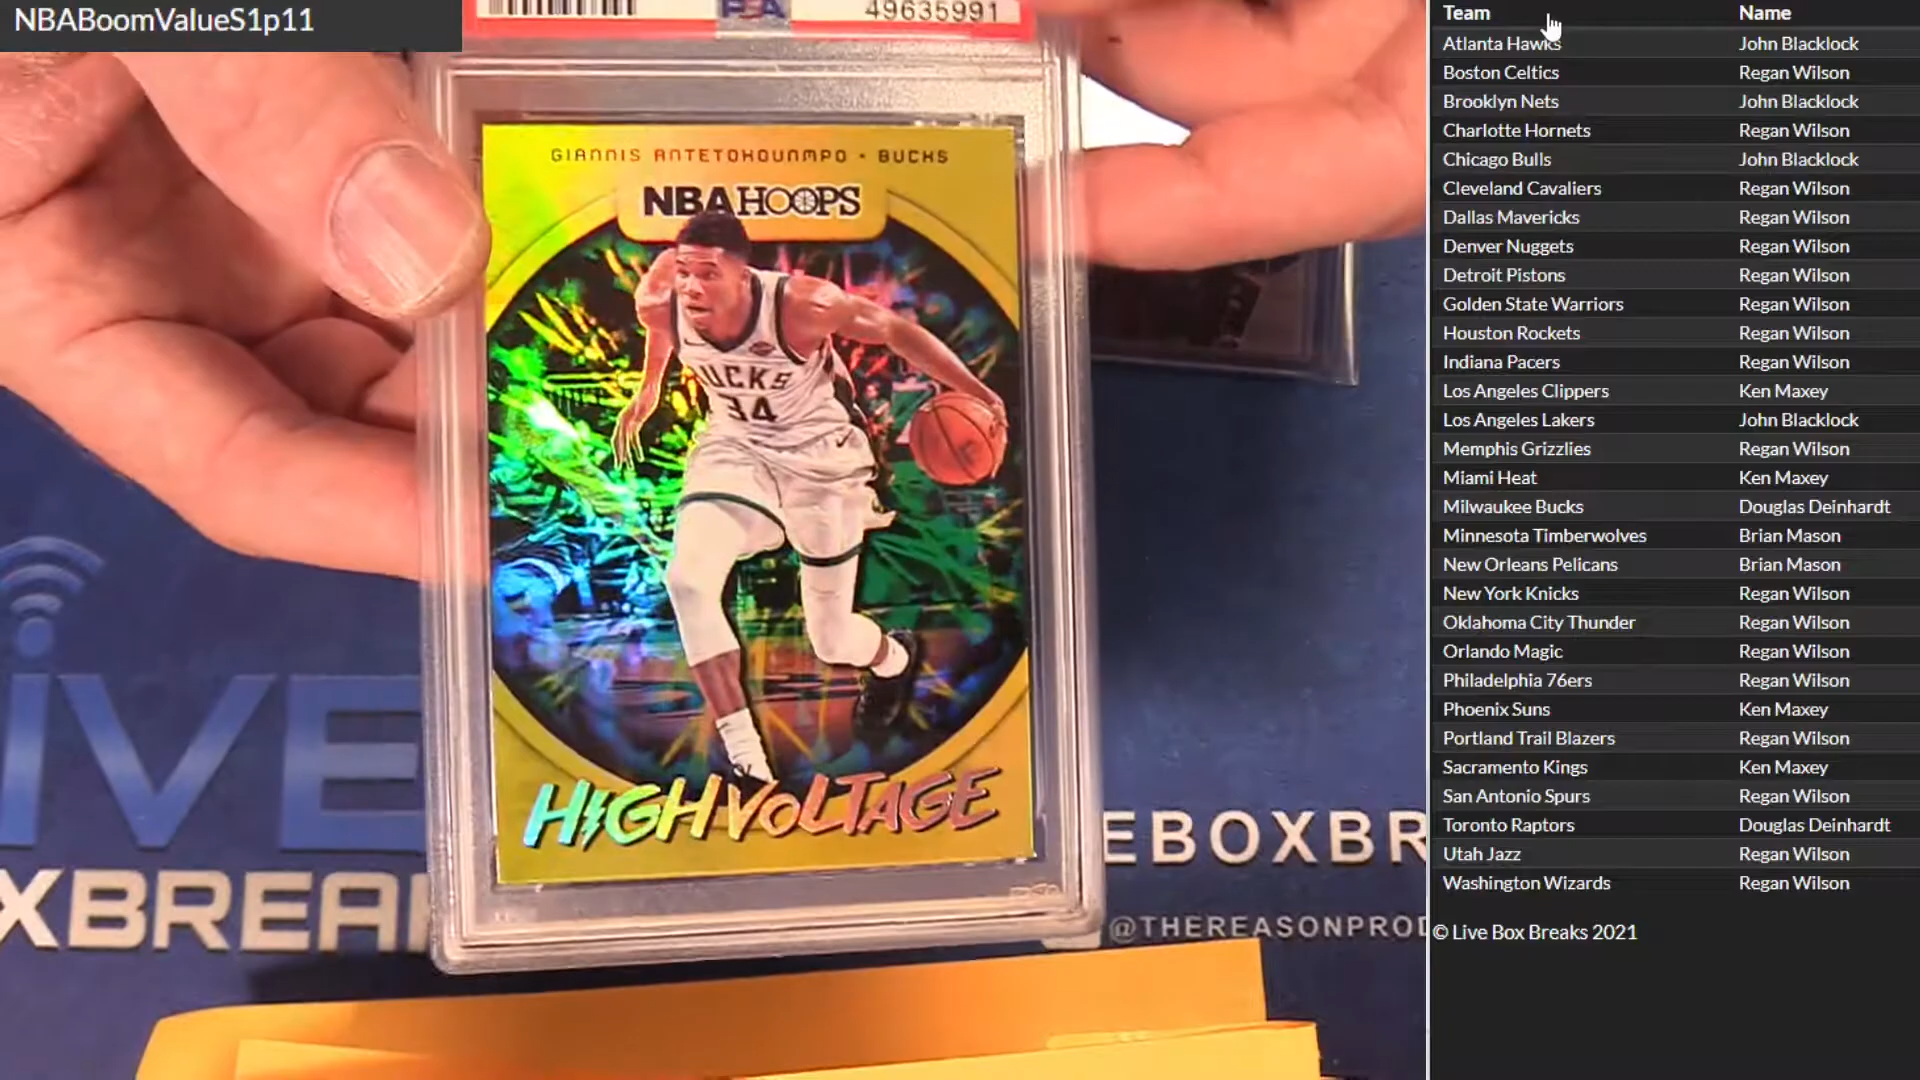 NBABoomValueS1p11
PSA
49635991
GIANNIS ANTETOKOUNMPO • BUCKS
NBA HOOPS
BUCKS
34
HIGH VOLTAGE
LIVE
XBREA
EBOXBR
@THEREASONPROD
Team Name
Atlanta Hawks John Blacklock
Boston Celtics Regan Wilson
Brooklyn Nets John Blacklock
Charlotte Hornets Regan Wilson
Chicago Bulls John Blacklock
Cleveland Cavaliers Regan Wilson
Dallas Mavericks Regan Wilson
Denver Nuggets Regan Wilson
Detroit Pistons Regan Wilson
Golden State Warriors Regan Wilson
Houston Rockets Regan Wilson
Indiana Pacers Regan Wilson
Los Angeles Clippers Ken Maxey
Los Angeles Lakers John Blacklock
Memphis Grizzlies Regan Wilson
Miami Heat Ken Maxey
Milwaukee Bucks Douglas Deinhardt
Minnesota Timberwolves Brian Mason
New Orleans Pelicans Brian Mason
New York Knicks Regan Wilson
Oklahoma City Thunder Regan Wilson
Orlando Magic Regan Wilson
Philadelphia 76ers Regan Wilson
Phoenix Suns Ken Maxey
Portland Trail Blazers Regan Wilson
Sacramento Kings Ken Maxey
San Antonio Spurs Regan Wilson
Toronto Raptors Douglas Deinhardt
Utah Jazz Regan Wilson
Washington Wizards Regan Wilson
© Live Box Breaks 2021